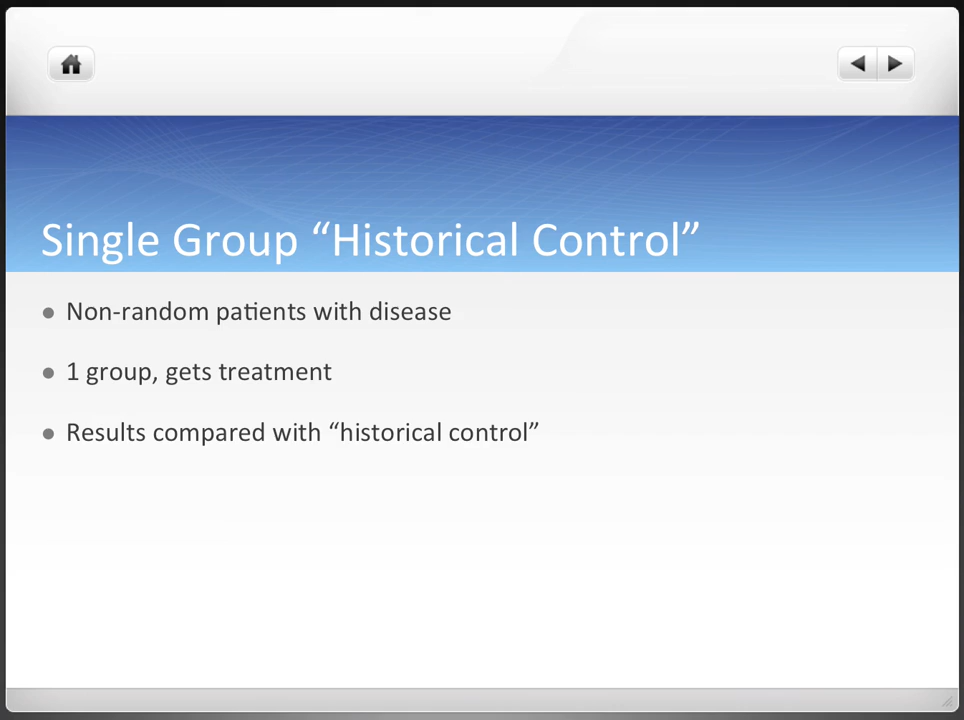 Single Group “Historical Control”
Non-random patients with disease
1 group, gets treatment
Results compared with “historical control”